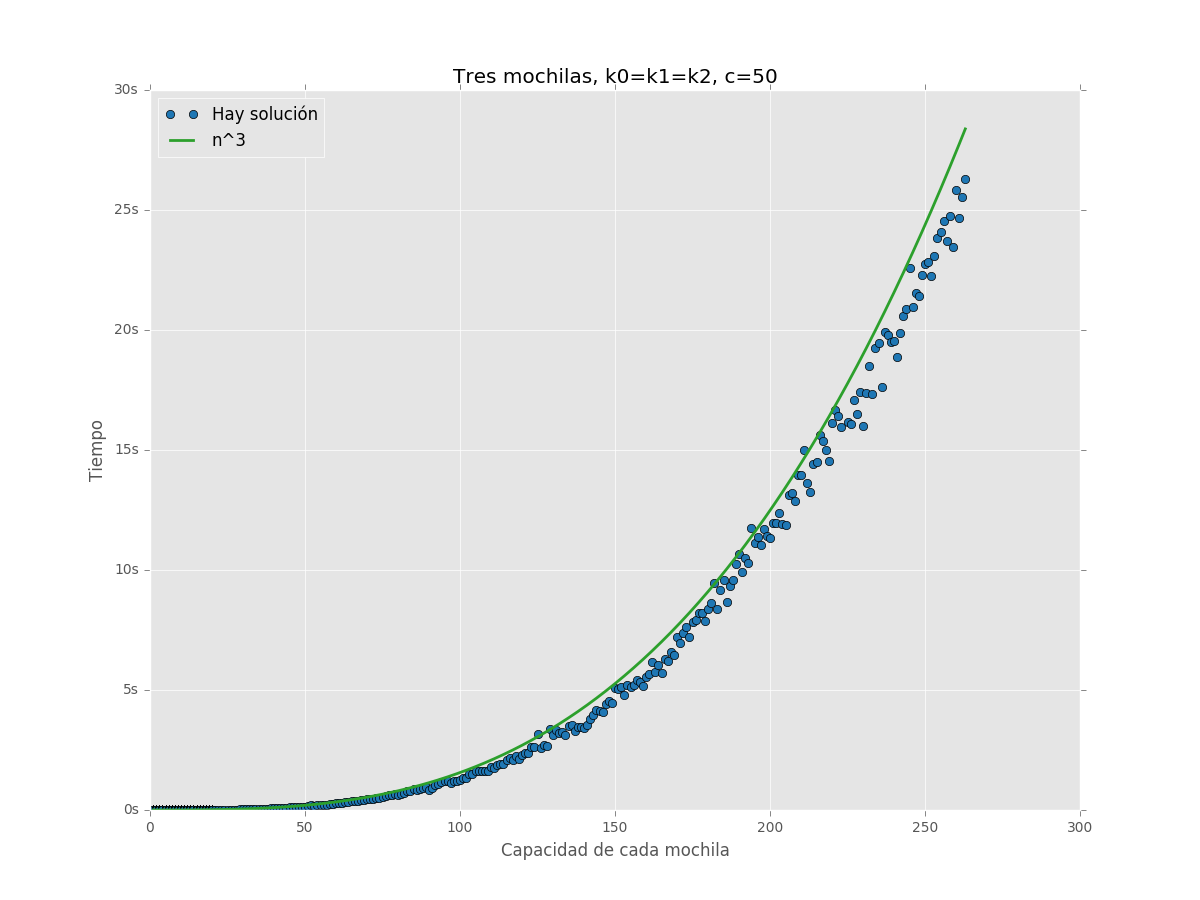 Tres mochilas, k0=k1=k2, c=50
30s
Hay solución
n^3
25s
20s
15s
10s
5s
0s
Tiempo
0 50 100 150 200 250 300
Capacidad de cada mochila